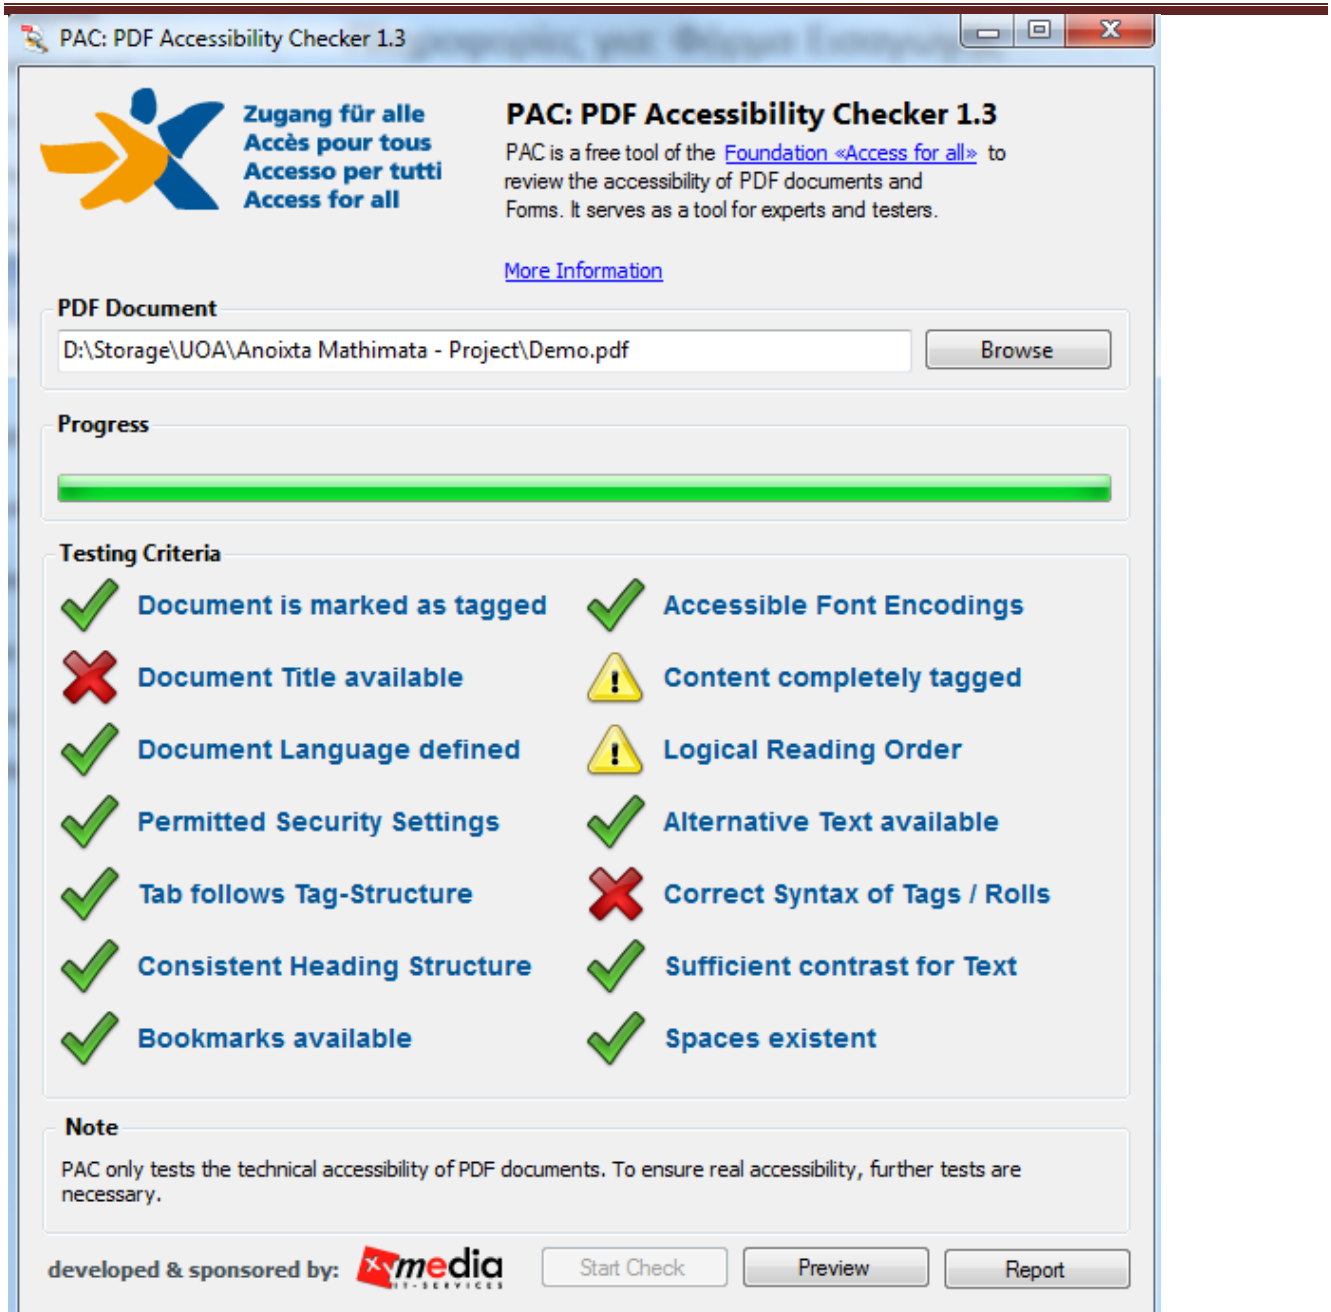 PAC: PDF Accessibility Checker 1.3
Zugang für alle
Accès pour tous
Accesso per tutti
Access for all
PAC: PDF Accessibility Checker 1.3
PAC is a free tool of the Foundation «Access for all» to
review the accessibility of PDF documents and
Forms. It serves as a tool for experts and testers.
More Information
PDF Document
D:\Storage\UOA\Anoixta Mathimata - Project\Demo.pdf
Browse
Progress
Testing Criteria
Document is marked as tagged
Accessible Font Encodings
Document Title available
Content completely tagged
Document Language defined
Logical Reading Order
Permitted Security Settings
Alternative Text available
Tab follows Tag-Structure
Correct Syntax of Tags / Rolls
Consistent Heading Structure
Sufficient contrast for Text
Bookmarks available
Spaces existent
Note
PAC only tests the technical accessibility of PDF documents. To ensure real accessibility, further tests are
necessary.
developed & sponsored by:
xymedia
IT-SERVICES
Start Check
Preview
Report